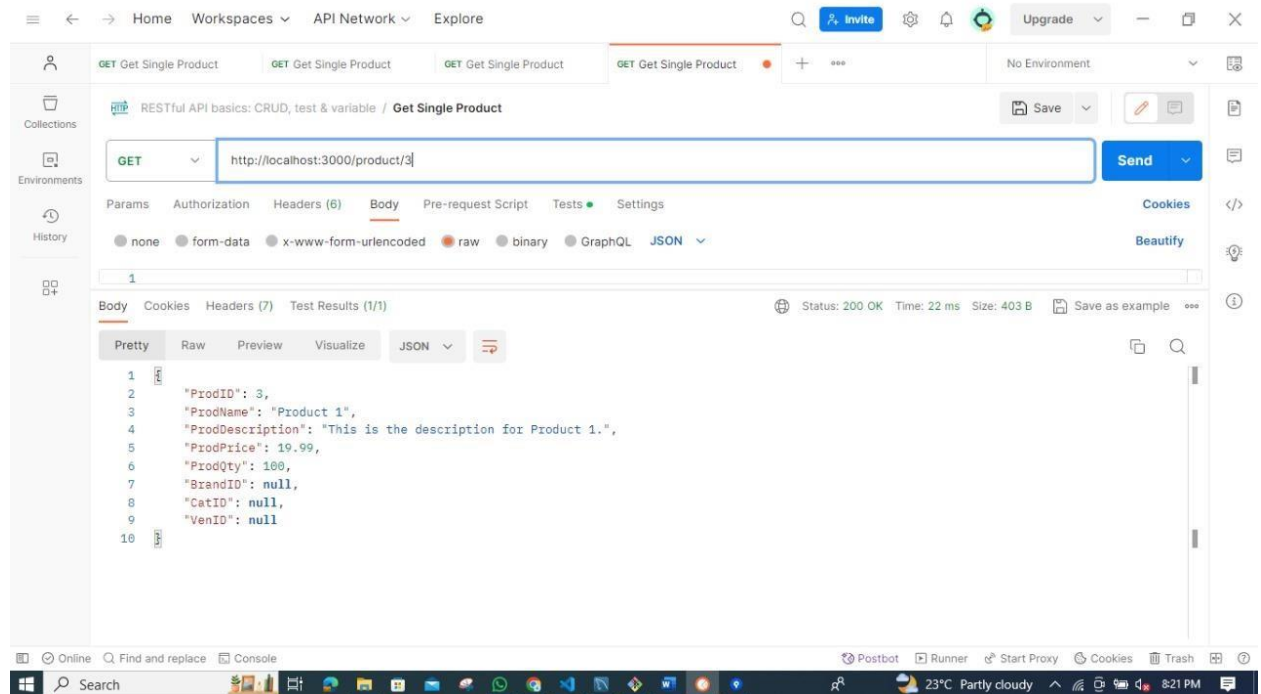 Home Workspaces API Network Explore Invite Upgrade
GET Get Single Product GET Get Single Product GET Get Single Product GET Get Single Product No Environment
HTTP RESTful API basics: CRUD, test & variable / Get Single Product Save
Collections
GET http://localhost:3000/product/3 Send
Environments
Params Authorization Headers (6) Body Pre-request Script Tests Settings Cookies
History
none form-data x-www-form-urlencoded raw binary GraphQL JSON Beautify
1
Body Cookies Headers (7) Test Results (1/1) Status: 200 OK Time: 22 ms Size: 403 B Save as example
Pretty Raw Preview Visualize JSON
1 {
2 "ProdID": 3,
3 "ProdName": "Product 1",
4 "ProdDescription": "This is the description for Product 1.",
5 "ProdPrice": 19.99,
6 "ProdQty": 100,
7 "BrandID": null,
8 "CatID": null,
9 "VenID": null
10 }
Online Find and replace Console Postbot Runner Start Proxy Cookies Trash
Search 23°C Partly cloudy 8:21 PM